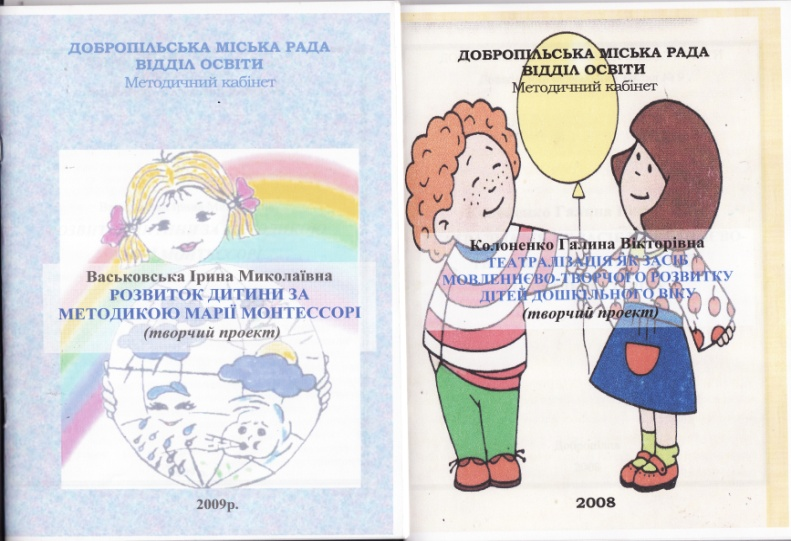 ДОБРОПІЛЬСЬКА МІСЬКА РАДА
ВІДДІЛ ОСВІТИ
Методичний кабінет
Васьковська Ірина Миколаївна
РОЗВИТОК ДИТИНИ ЗА
МЕТОДИКОЮ МАРІЇ МОНТЕССОРІ
(творчий проект)
2009р.
ДОБРОПІЛЬСЬКА МІСЬКА РАДА
ВІДДІЛ ОСВІТИ
Методичний кабінет
Колоненко Галина Вікторівна
ТЕАТРАЛІЗАЦІЯ ЯК ЗАСІБ
МОВЛЕННЄВО-ТВОРЧОГО РОЗВИТКУ
ДІТЕЙ ДОШКІЛЬНОГО ВІКУ
(творчий проект)
2008